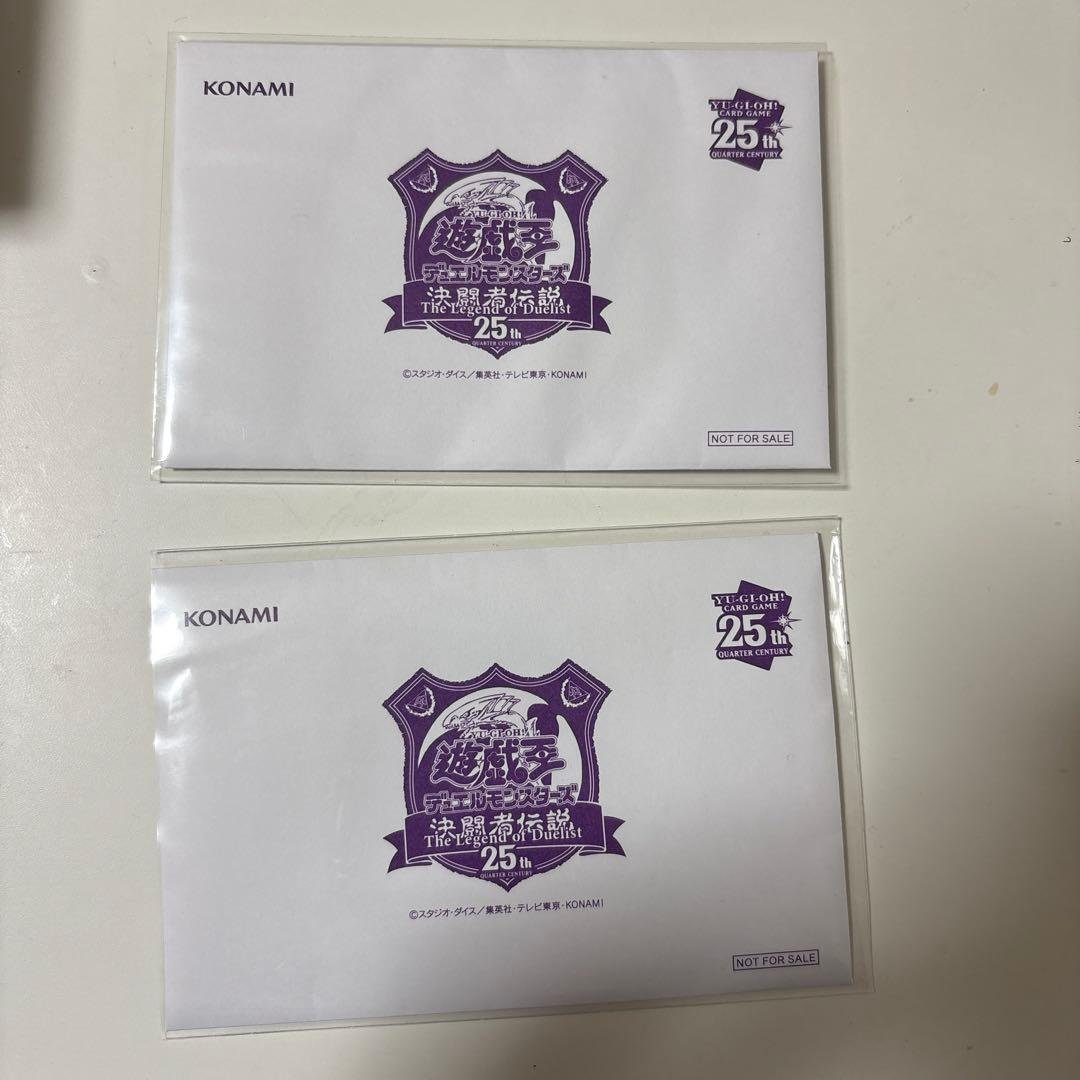 KONAMI
YU-GI-OH!
CARD GAME
25th
QUARTER CENTURY
YU-GI-OH!
遊戯王
デュエルモンスターズ
決闘者伝説
The Legend of Duelist
25th
QUARTER CENTURY
©スタジオ・ダイス/集英社・テレビ東京・KONAMI
NOT FOR SALE
KONAMI
YU-GI-OH!
CARD GAME
25th
QUARTER CENTURY
YU-GI-OH!
遊戯王
デュエルモンスターズ
決闘者伝説
The Legend of Duelist
25th
QUARTER CENTURY
©スタジオ・ダイス/集英社・テレビ東京・KONAMI
NOT FOR SALE